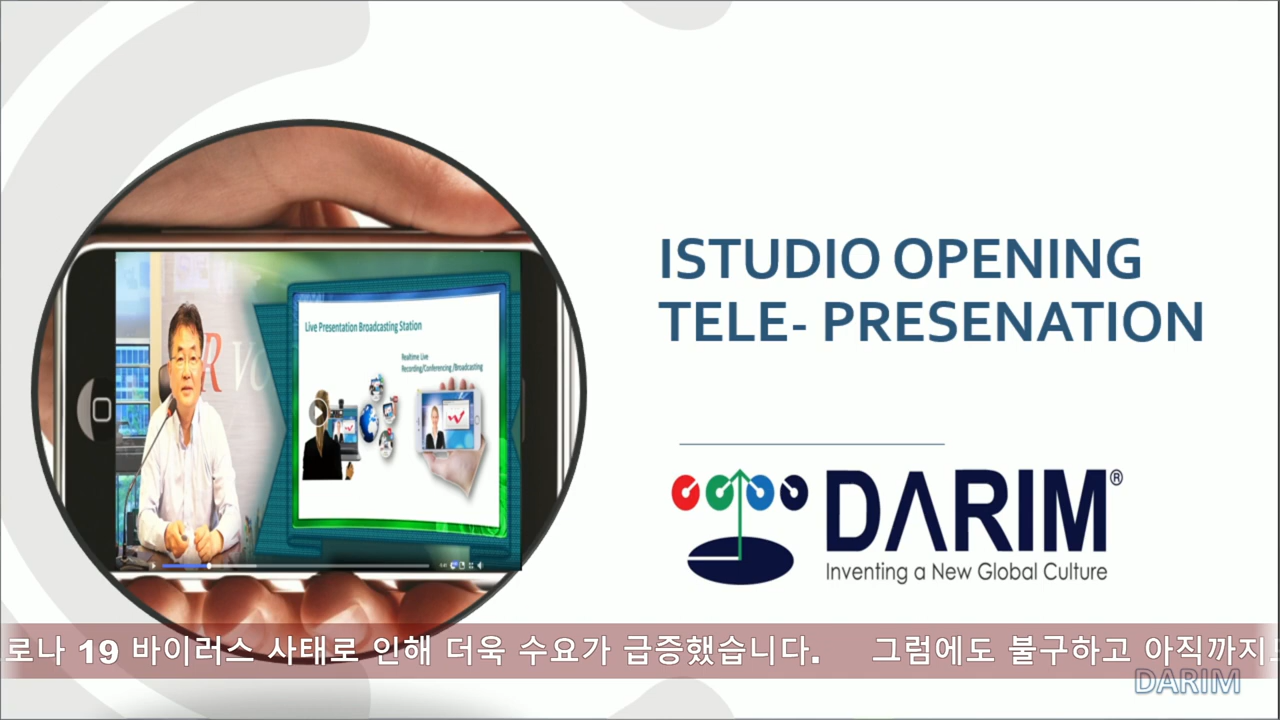 ISTUDIO OPENING
TELE- PRESENATION
Live Presentation Broadcasting Station
Realtime Live
Recording/Conferencing /Broadcasting
DARIM®
Inventing a New Global Culture
로나 19 바이러스 사태로 인해 더욱 수요가 급증했습니다. 그럼에도 불구하고 아직까지
DARIM